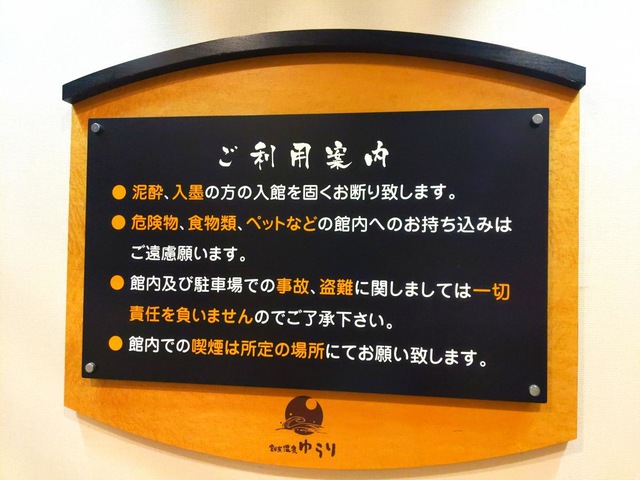 ご利用案内
● 泥酔、入墨の方の入館を固くお断り致します。
● 危険物、食物類、ペットなどの館内へのお持ち込みは
ご遠慮願います。
● 館内及び駐車場での事故、盗難に関しましては一切
責任を負いませんのでご了承下さい。
● 館内での喫煙は所定の場所にてお願い致します。
温泉 ゆらり